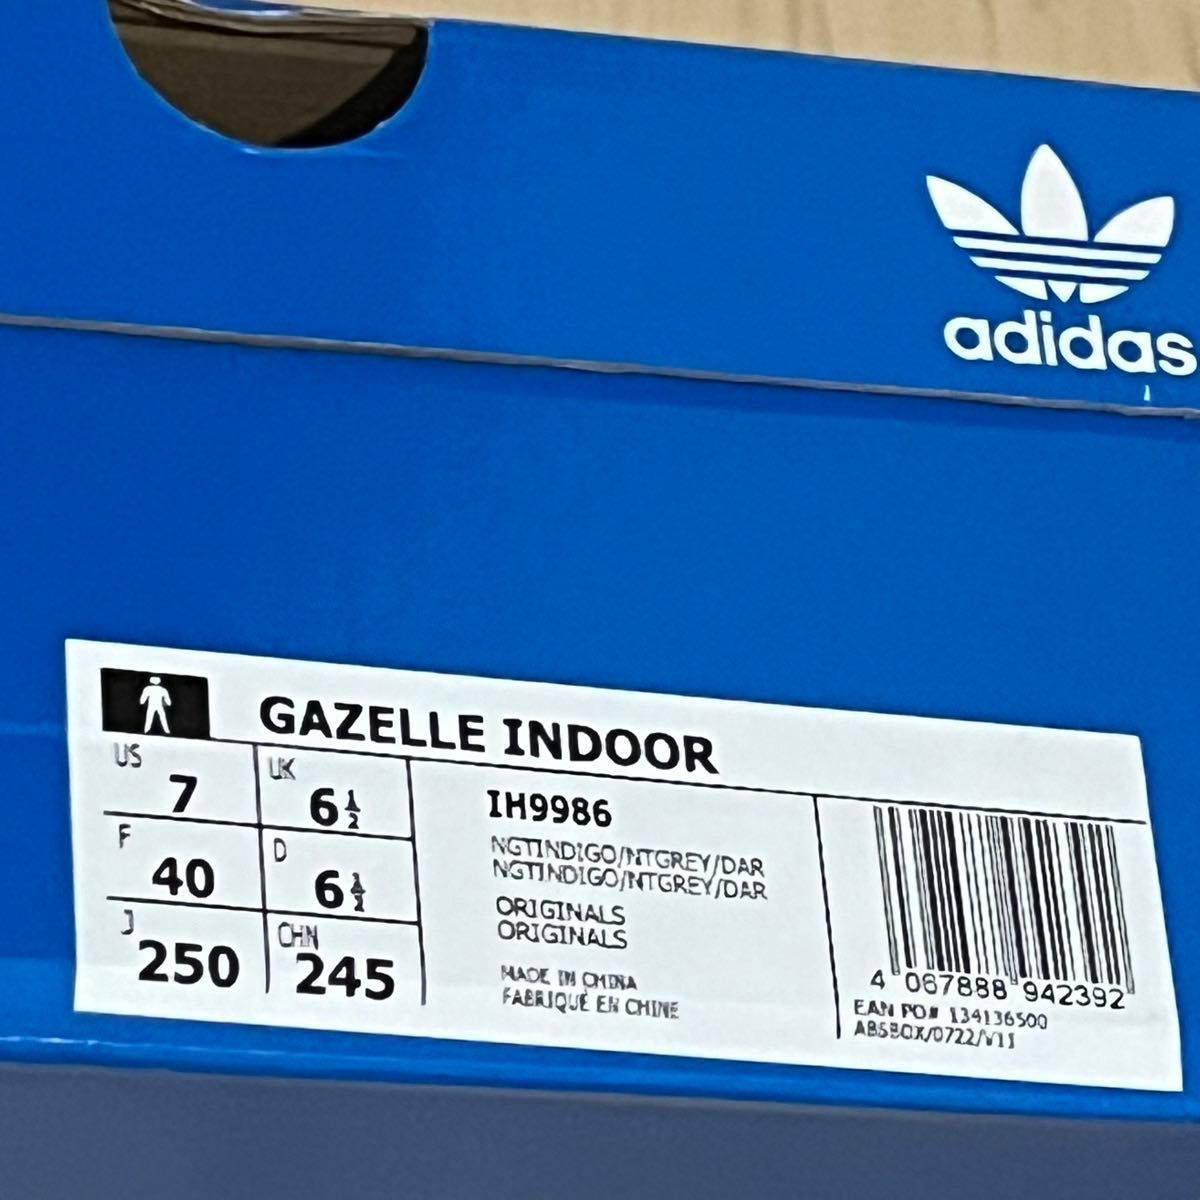 adidas
GAZELLE INDOOR
US 7 UK 6½
F 40 D 6½
J 250 CHN 245
IH9986
NGTINDIGO/NTGREY/DAR
NGTINDIGO/NTGREY/DAR
ORIGINALS
ORIGINALS
MADE IN CHINA
FABRIQUÉ EN CHINE
4 067888 942392
EAN PO# 134136500
ABSBOX/0722/V11